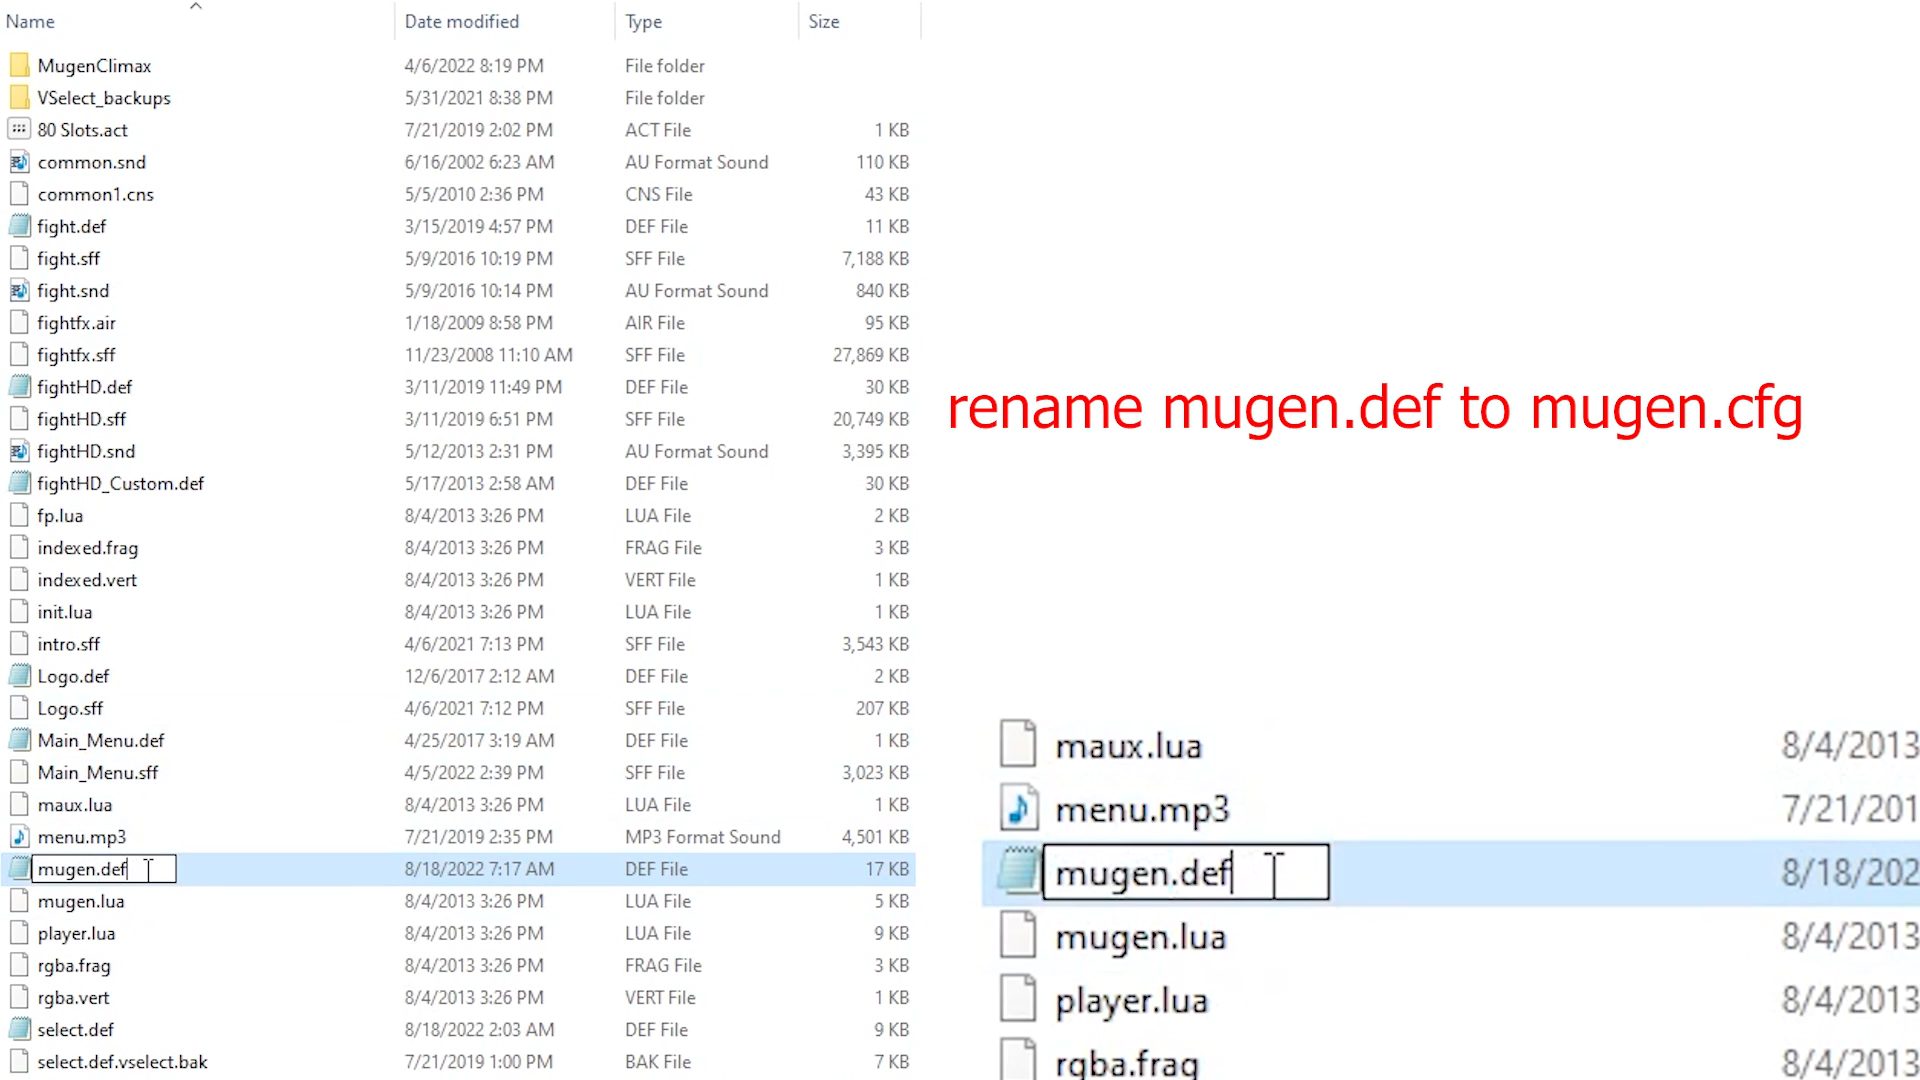 Name Date modified Type Size
MugenClimax 4/6/2022 8:19 PM File folder
VSelect_backups 5/31/2021 8:38 PM File folder
80 Slots.act 7/21/2019 2:02 PM ACT File 1 KB
common.snd 6/16/2002 6:23 AM AU Format Sound 110 KB
common1.cns 5/5/2010 2:36 PM CNS File 43 KB
fight.def 3/15/2019 4:57 PM DEF File 11 KB
fight.sff 5/9/2016 10:19 PM SFF File 7,188 KB
fight.snd 5/9/2016 10:14 PM AU Format Sound 840 KB
fightfx.air 1/18/2009 8:58 PM AIR File 95 KB
fightfx.sff 11/23/2008 11:10 AM SFF File 27,869 KB
fightHD.def 3/11/2019 11:49 PM DEF File 30 KB
fightHD.sff 3/11/2019 6:51 PM SFF File 20,749 KB
fightHD.snd 5/12/2013 2:31 PM AU Format Sound 3,395 KB
fightHD_Custom.def 5/17/2013 2:58 AM DEF File 30 KB
fp.lua 8/4/2013 3:26 PM LUA File 2 KB
indexed.frag 8/4/2013 3:26 PM FRAG File 3 KB
indexed.vert 8/4/2013 3:26 PM VERT File 1 KB
init.lua 8/4/2013 3:26 PM LUA File 1 KB
intro.sff 4/6/2021 7:13 PM SFF File 3,543 KB
Logo.def 12/6/2017 2:12 AM DEF File 2 KB
Logo.sff 4/6/2021 7:12 PM SFF File 207 KB
Main_Menu.def 4/25/2017 3:19 AM DEF File 1 KB
Main_Menu.sff 4/5/2022 2:39 PM SFF File 3,023 KB
maux.lua 8/4/2013 3:26 PM LUA File 1 KB
menu.mp3 7/21/2019 2:35 PM MP3 Format Sound 4,501 KB
mugen.def 8/18/2022 7:17 AM DEF File 17 KB
mugen.lua 8/4/2013 3:26 PM LUA File 5 KB
player.lua 8/4/2013 3:26 PM LUA File 9 KB
rgba.frag 8/4/2013 3:26 PM FRAG File 3 KB
rgba.vert 8/4/2013 3:26 PM VERT File 1 KB
select.def 8/18/2022 2:03 AM DEF File 9 KB
select.def.vselect.bak 7/21/2019 1:00 PM BAK File 7 KB
rename mugen.def to mugen.cfg
maux.lua 8/4/2013
menu.mp3 7/21/201
mugen.def 8/18/202
mugen.lua 8/4/2013
player.lua 8/4/2013
rgba.frag 8/4/2013